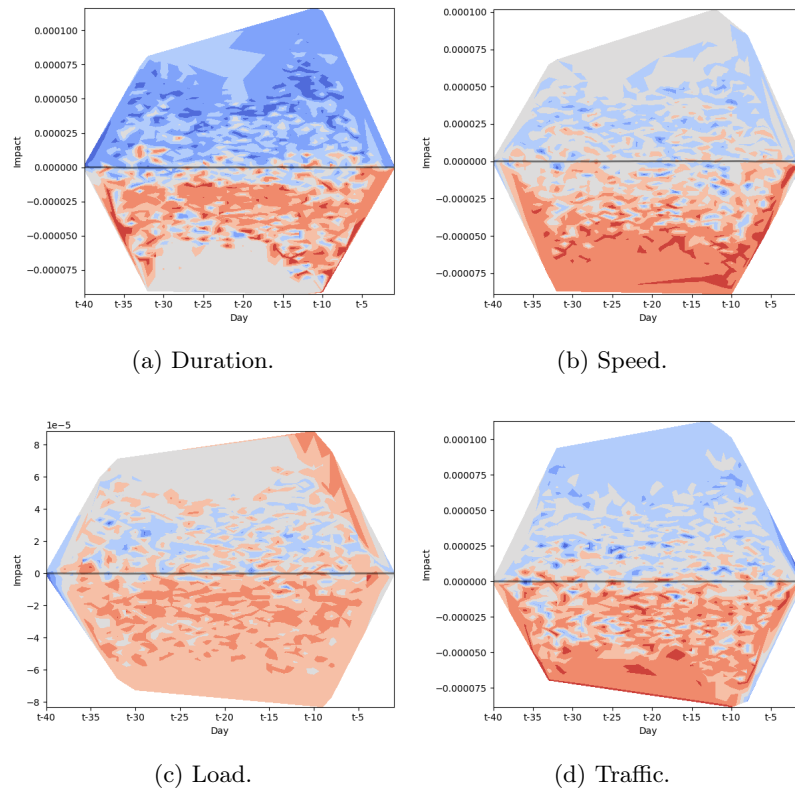 0.000100
0.000075
0.000050
0.000025
0.000000
−0.000025
−0.000050
−0.000075
Impact
t-40 t-35 t-30 t-25 t-20 t-15 t-10 t-5
Day
(a) Duration.
0.000100
0.000075
0.000050
0.000025
0.000000
−0.000025
−0.000050
−0.000075
Impact
t-40 t-35 t-30 t-25 t-20 t-15 t-10 t-5
Day
(b) Speed.
1e−5
8
6
4
2
0
−2
−4
−6
−8
Impact
t-40 t-35 t-30 t-25 t-20 t-15 t-10 t-5
Day
(c) Load.
0.000100
0.000075
0.000050
0.000025
0.000000
−0.000025
−0.000050
−0.000075
Impact
t-40 t-35 t-30 t-25 t-20 t-15 t-10 t-5
Day
(d) Traffic.